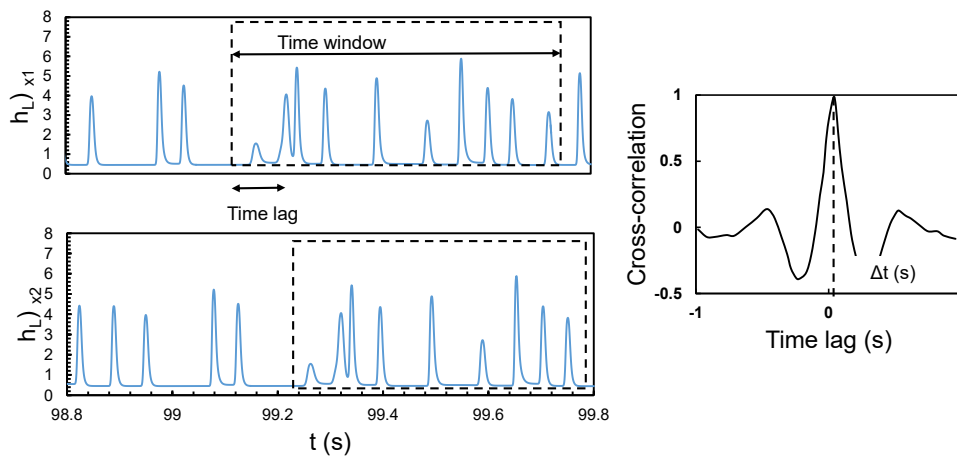 8
7
6
5
4
3
2
1
0
h_L)_x1
Time window
Time lag
8
7
6
5
4
3
2
1
0
h_L)_x2
98.8 99 99.2 99.4 99.6 99.8
t (s)
1
0.5
0
-0.5
Cross-correlation
Δt (s)
-1 0
Time lag (s)